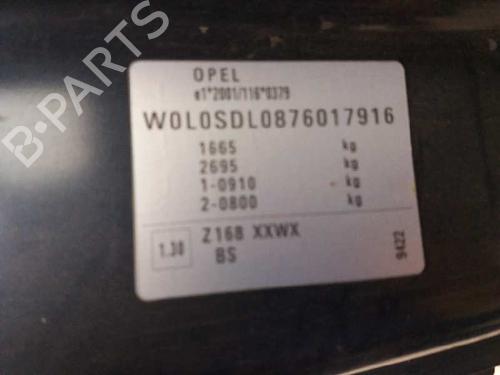 B-PARTS
OPEL
e1*2001/116*0379
W0L0SDL0876017916
1665 kg
2695 kg
1-0910 kg
2-0800 kg
1.30 Z168 XXWX
BS
9422